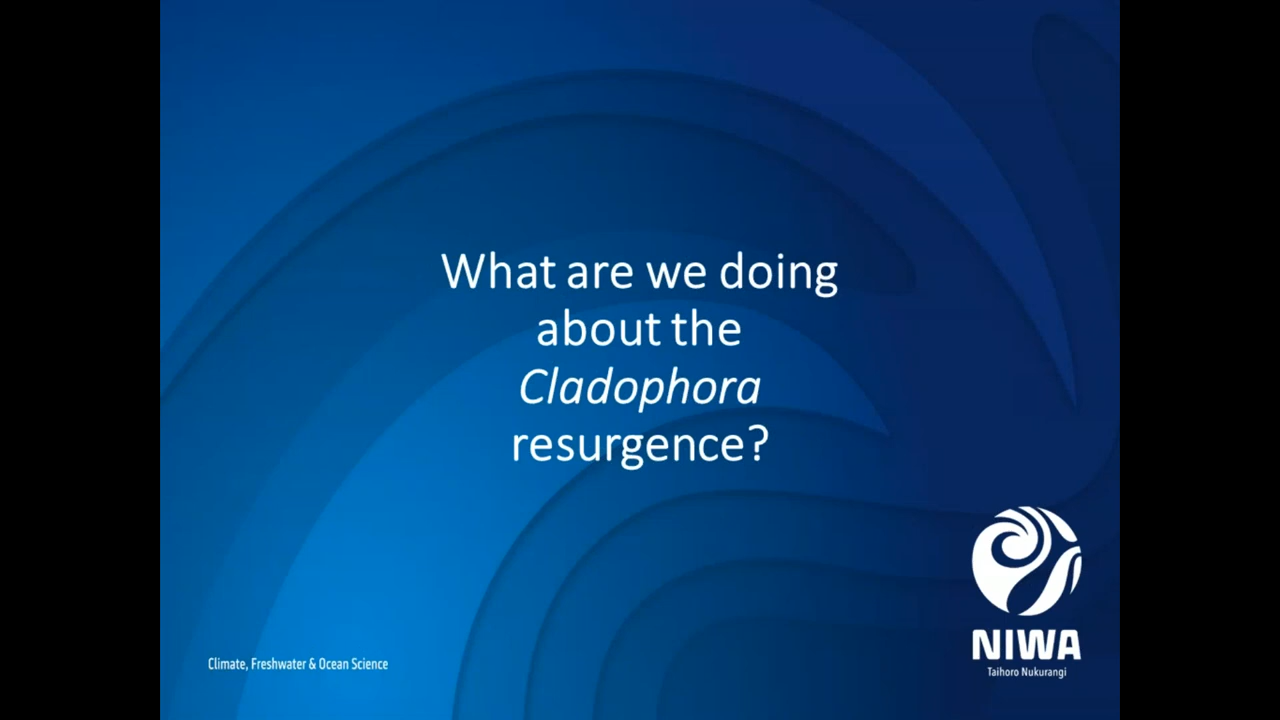 What are we doing
about the
Cladophora
resurgence?
NIWA
Taihoro Nukurangi
Climate, Freshwater & Ocean Science